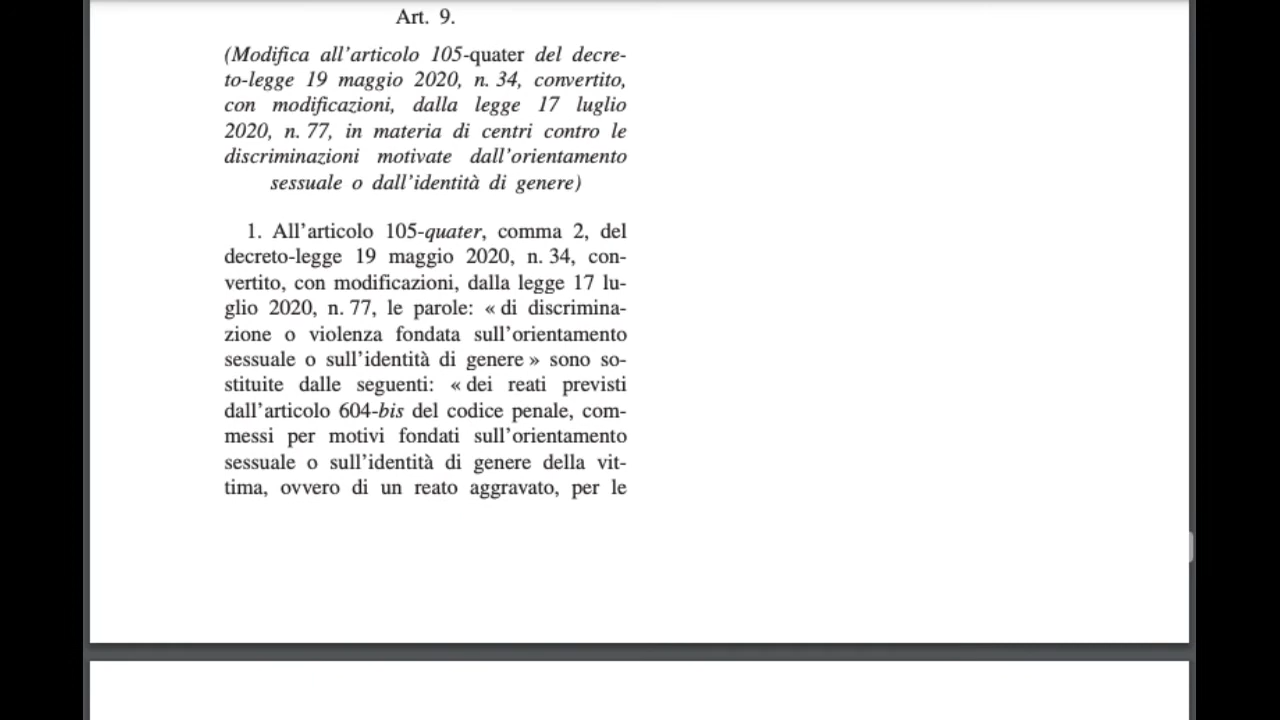 Art. 9.
(Modifica all’articolo 105-quater del decre-
to-legge 19 maggio 2020, n. 34, convertito,
con modificazioni, dalla legge 17 luglio
2020, n. 77, in materia di centri contro le
discriminazioni motivate dall’orientamento
sessuale o dall’identità di genere)
1. All’articolo 105-quater, comma 2, del
decreto-legge 19 maggio 2020, n. 34, con-
vertito, con modificazioni, dalla legge 17 lu-
glio 2020, n. 77, le parole: « di discrimina-
zione o violenza fondata sull’orientamento
sessuale o sull’identità di genere » sono so-
stituite dalle seguenti: « dei reati previsti
dall’articolo 604-bis del codice penale, com-
messi per motivi fondati sull’orientamento
sessuale o sull’identità di genere della vit-
tima, ovvero di un reato aggravato, per le